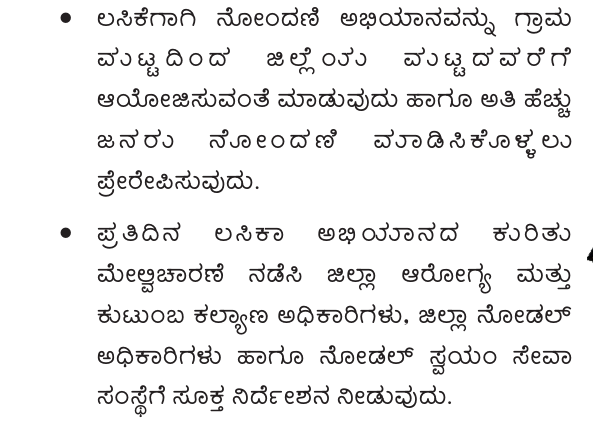 • ಲಸಿಕೆಗಾಗಿ ನೋಂದಣಿ ಅಭಿಯಾನವನ್ನು ಗ್ರಾಮ
ಮಟ್ಟದಿಂದ ಜಿಲ್ಲೆಯ ಮಟ್ಟದವರೆಗೆ
ಆಯೋಜಿಸುವಂತೆ ಮಾಡುವುದು ಹಾಗೂ ಅತಿ ಹೆಚ್ಚು
ಜನರು ನೋಂದಣಿ ಮಾಡಿಸಿಕೊಳ್ಳಲು
ಪ್ರೇರೇಪಿಸುವುದು.
• ಪ್ರತಿದಿನ ಲಸಿಕಾ ಅಭಿಯಾನದ ಕುರಿತು
ಮೇಲ್ವಿಚಾರಣೆ ನಡೆಸಿ ಜಿಲ್ಲಾ ಆರೋಗ್ಯ ಮತ್ತು
ಕುಟುಂಬ ಕಲ್ಯಾಣ ಅಧಿಕಾರಿಗಳು, ಜಿಲ್ಲಾ ನೋಡಲ್
ಅಧಿಕಾರಿಗಳು ಹಾಗೂ ನೋಡಲ್ ಸ್ವಯಂ ಸೇವಾ
ಸಂಸ್ಥೆಗೆ ಸೂಕ್ತ ನಿರ್ದೇಶನ ನೀಡುವುದು.